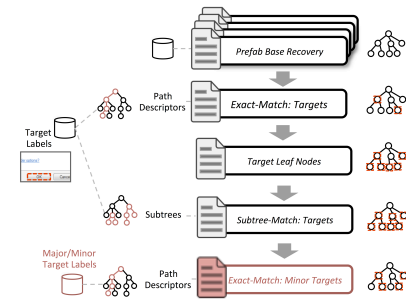 Prefab Base Recovery
Path
Descriptors
Exact-Match: Targets
Target
Labels
Target Leaf Nodes
Subtrees
Subtree-Match: Targets
Major/Minor
Target Labels
Path
Descriptors
Exact-Match: Minor Targets